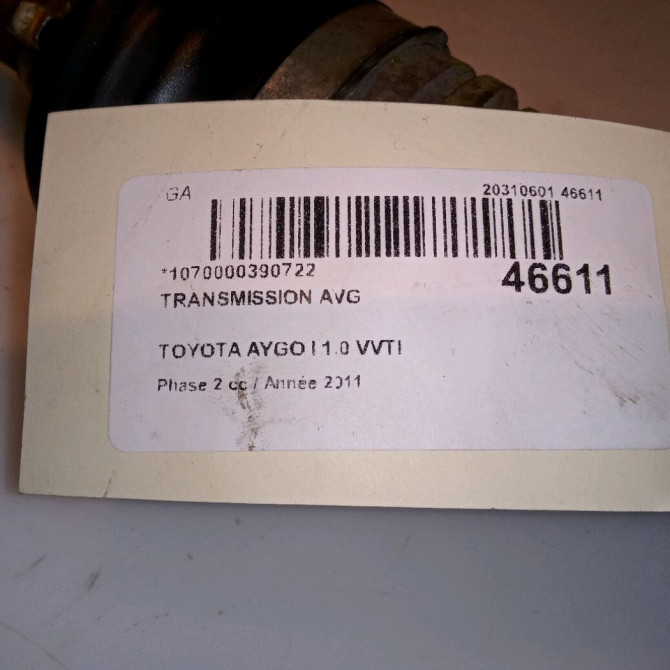 GA 20310601 46611
*1070000390722 46611
TRANSMISSION AVG
TOYOTA AYGO I 1.0 VVTI
Phase 2 cc / Année 2011